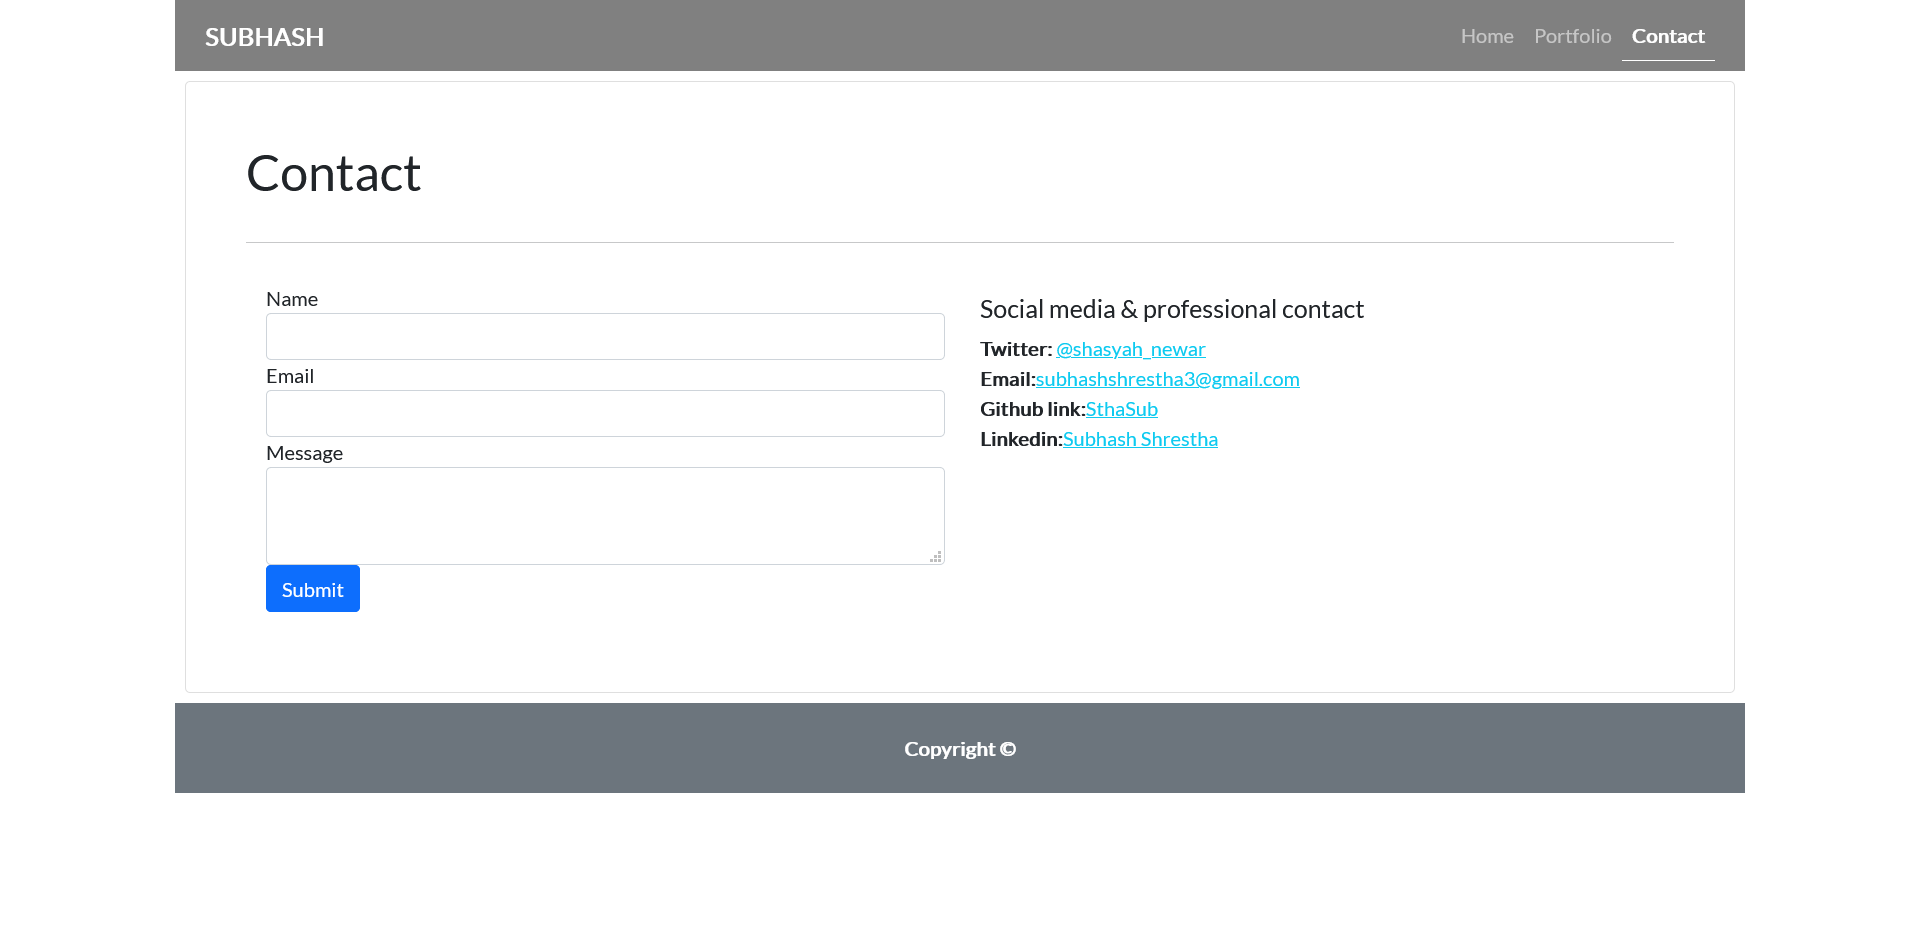 SUBHASH
Home Portfolio Contact
Contact
Name
Email
Message
Submit
Social media & professional contact
Twitter: @shasyah_newar
Email:subhashshrestha3@gmail.com
Github link:SthaSub
Linkedin:Subhash Shrestha
Copyright ©